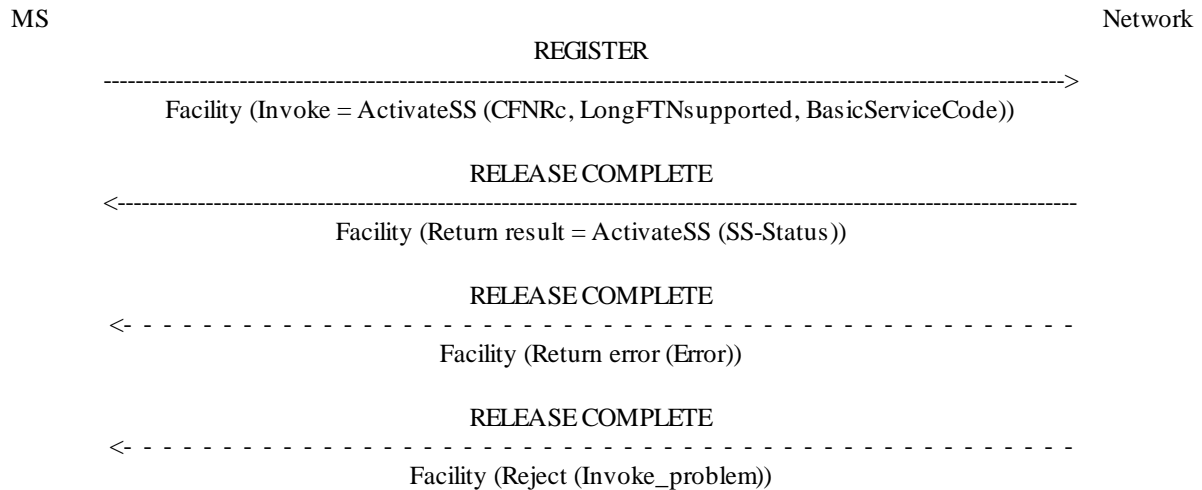 MS Network
REGISTER
------------------------------------------------------------------------------------------------------------------------>
Facility (Invoke = ActivateSS (CFNRc, LongFTNsupported, BasicServiceCode))
RELEASE COMPLETE
<------------------------------------------------------------------------------------------------------------------------
Facility (Return result = ActivateSS (SS-Status))
RELEASE COMPLETE
<- - - - - - - - - - - - - - - - - - - - - - - - - - - - - - - - - - - - - - - - - - - - - - - -
Facility (Return error (Error))
RELEASE COMPLETE
<- - - - - - - - - - - - - - - - - - - - - - - - - - - - - - - - - - - - - - - - - - - - - - - -
Facility (Reject (Invoke_problem))